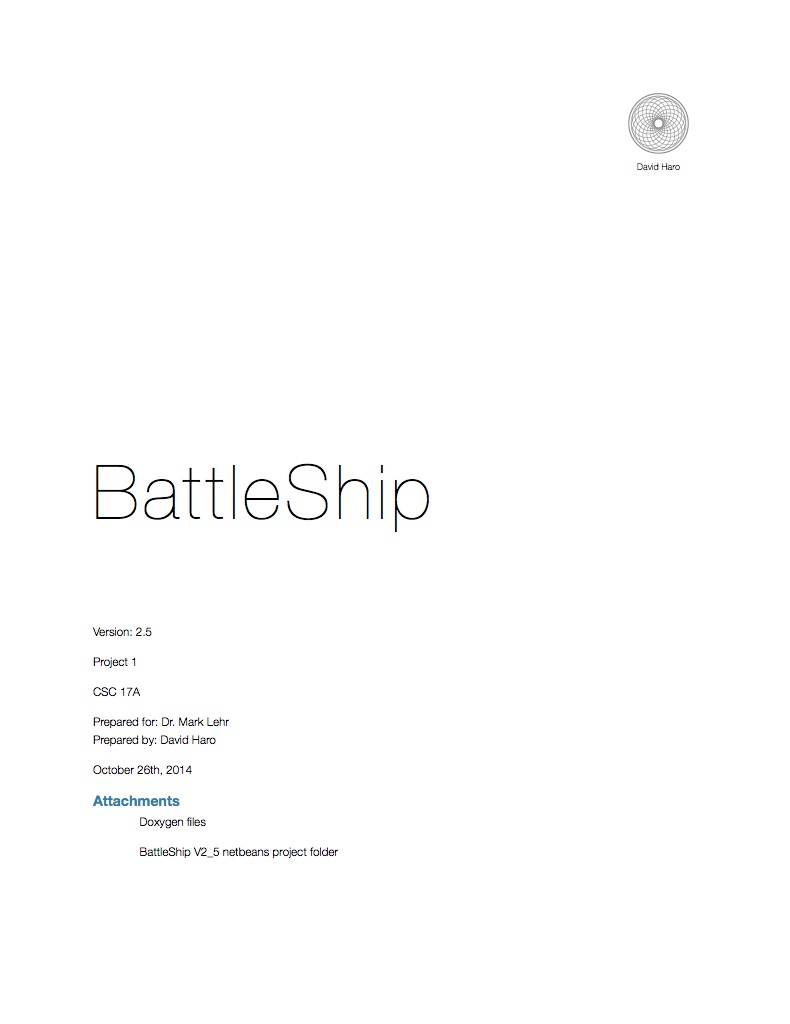 David Haro
BattleShip
Version: 2.5
Project 1
CSC 17A
Prepared for: Dr. Mark Lehr
Prepared by: David Haro
October 26th, 2014
Attachments
Doxygen files
BattleShip V2_5 netbeans project folder